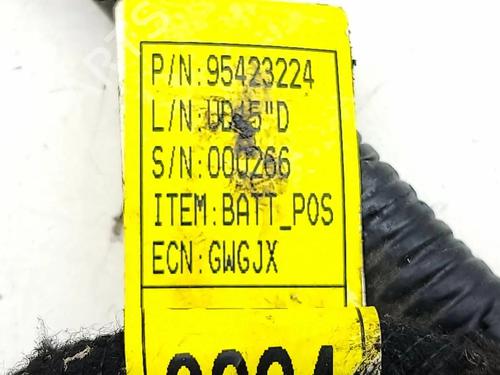 P/N:95423224
S/N:000266
ITEM:BATT_POS
ECN:GWGJX